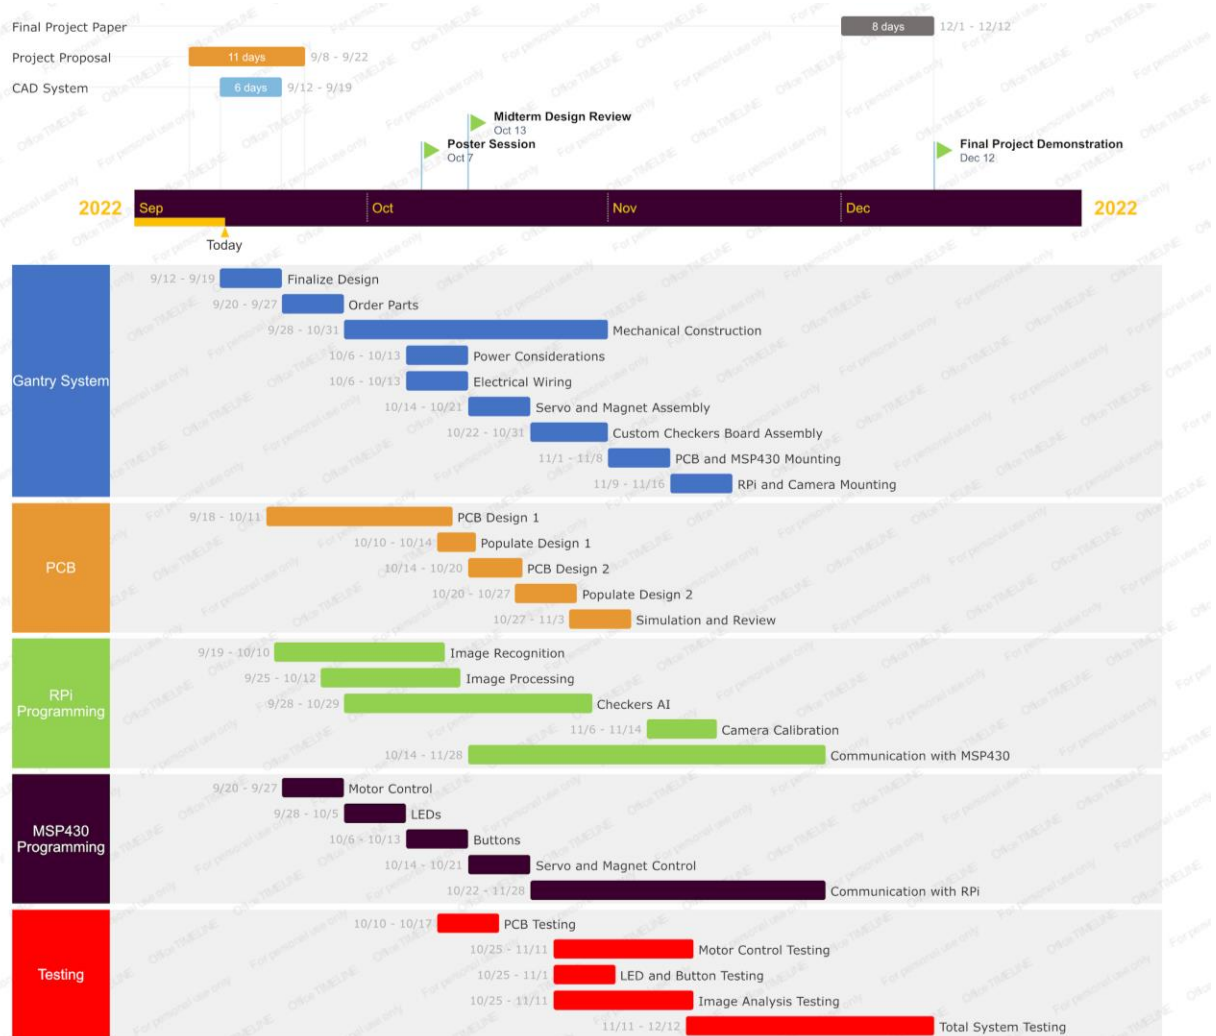 Final Project Paper 8 days 12/1 - 12/12
Project Proposal 11 days 9/8 - 9/22
CAD System 6 days 9/12 - 9/19
Midterm Design Review
Oct 13
Poster Session
Oct 7
Final Project Demonstration
Dec 12
2022 Sep Oct Nov Dec 2022
Today
Gantry System
9/12 - 9/19 Finalize Design
9/20 - 9/27 Order Parts
9/28 - 10/31 Mechanical Construction
10/6 - 10/13 Power Considerations
10/6 - 10/13 Electrical Wiring
10/14 - 10/21 Servo and Magnet Assembly
10/22 - 10/31 Custom Checkers Board Assembly
11/1 - 11/8 PCB and MSP430 Mounting
11/9 - 11/16 RPi and Camera Mounting
PCB
9/18 - 10/11 PCB Design 1
10/10 - 10/14 Populate Design 1
10/14 - 10/20 PCB Design 2
10/20 - 10/27 Populate Design 2
10/27 - 11/3 Simulation and Review
RPi
Programming
9/19 - 10/10 Image Recognition
9/25 - 10/12 Image Processing
9/28 - 10/29 Checkers AI
11/6 - 11/14 Camera Calibration
10/14 - 11/28 Communication with MSP430
MSP430
Programming
9/20 - 9/27 Motor Control
9/28 - 10/5 LEDs
10/6 - 10/13 Buttons
10/14 - 10/21 Servo and Magnet Control
10/22 - 11/28 Communication with RPi
Testing
10/10 - 10/17 PCB Testing
10/25 - 11/11 Motor Control Testing
10/25 - 11/1 LED and Button Testing
10/25 - 11/11 Image Analysis Testing
11/11 - 12/12 Total System Testing
Office TIMELINE
For personal use only